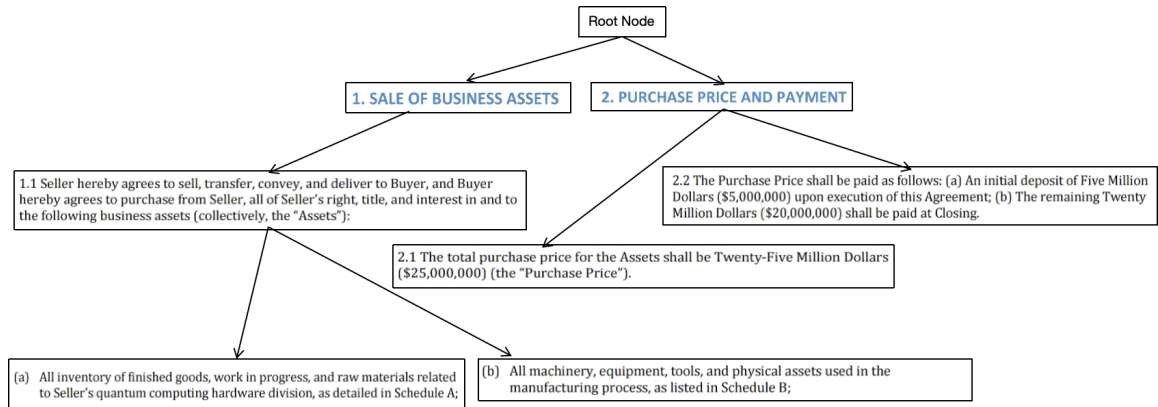 Root Node
1. SALE OF BUSINESS ASSETS
2. PURCHASE PRICE AND PAYMENT
1.1 Seller hereby agrees to sell, transfer, convey, and deliver to Buyer, and Buyer
hereby agrees to purchase from Seller, all of Seller's right, title, and interest in and to
the following business assets (collectively, the “Assets”):
2.2 The Purchase Price shall be paid as follows: (a) An initial deposit of Five Million
Dollars ($5,000,000) upon execution of this Agreement; (b) The remaining Twenty
Million Dollars ($20,000,000) shall be paid at Closing.
2.1 The total purchase price for the Assets shall be Twenty-Five Million Dollars
($25,000,000) (the “Purchase Price”).
(a) All inventory of finished goods, work in progress, and raw materials related
to Seller's quantum computing hardware division, as detailed in Schedule A;
(b) All machinery, equipment, tools, and physical assets used in the
manufacturing process, as listed in Schedule B;